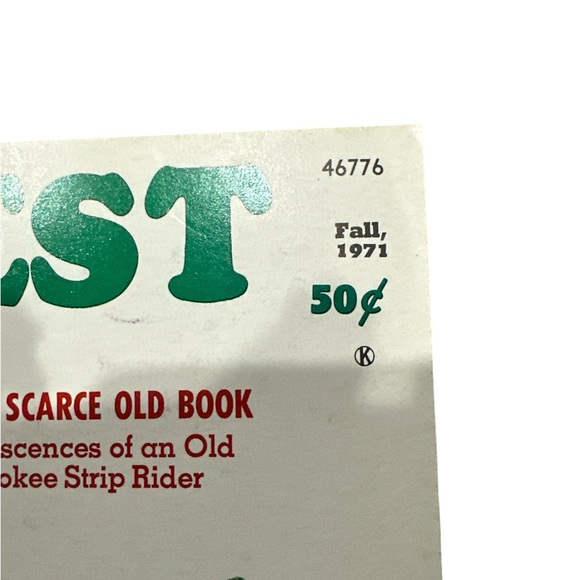 EST
46776
Fall,
1971
50¢
K
SCARCE OLD BOOK
scences of an Old
okee Strip Rider